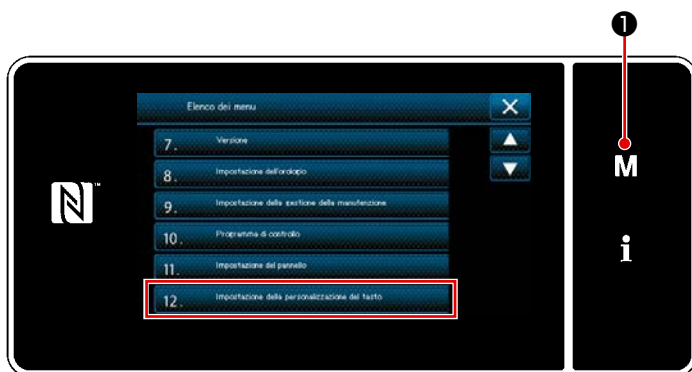 ❶
Elenco dei menu
7. Versione
8. Impostazione dell'orologio
9. Impostazione della gestione della manutenzione
10. Programma di controllo
11. Impostazione del pannello
12. Impostazione della personalizzazione del tasto
M
i
N